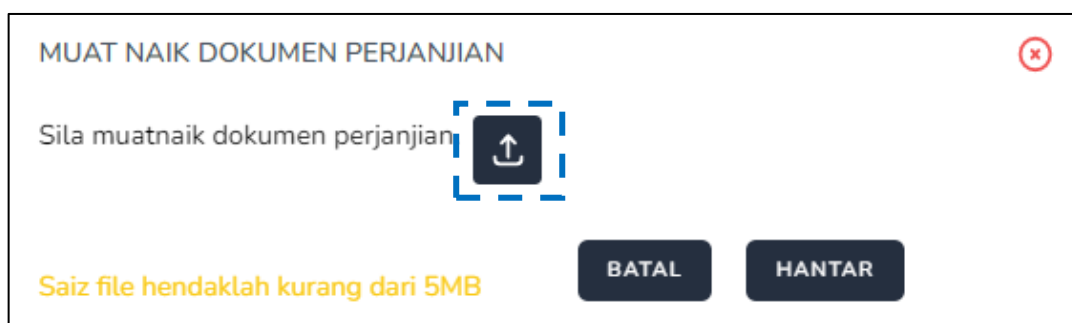 MUAT NAIK DOKUMEN PERJANJIAN
Sila muatnaik dokumen perjanjian
Saiz file hendaklah kurang dari 5MB
BATAL
HANTAR